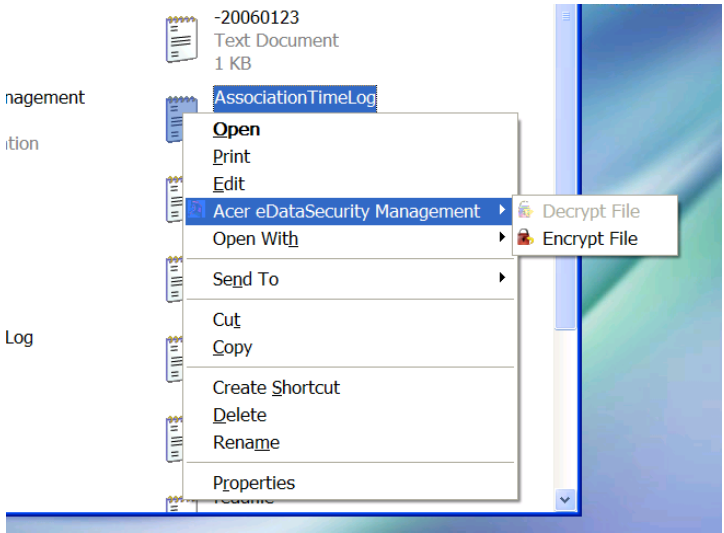 -20060123
Text Document
1 KB
nagement
AssociationTimeLog
ation
Open
Print
Edit
Acer eDataSecurity Management
Decrypt File
Open With
Encrypt File
Send To
Log
Cut
Copy
Create Shortcut
Delete
Rename
Properties